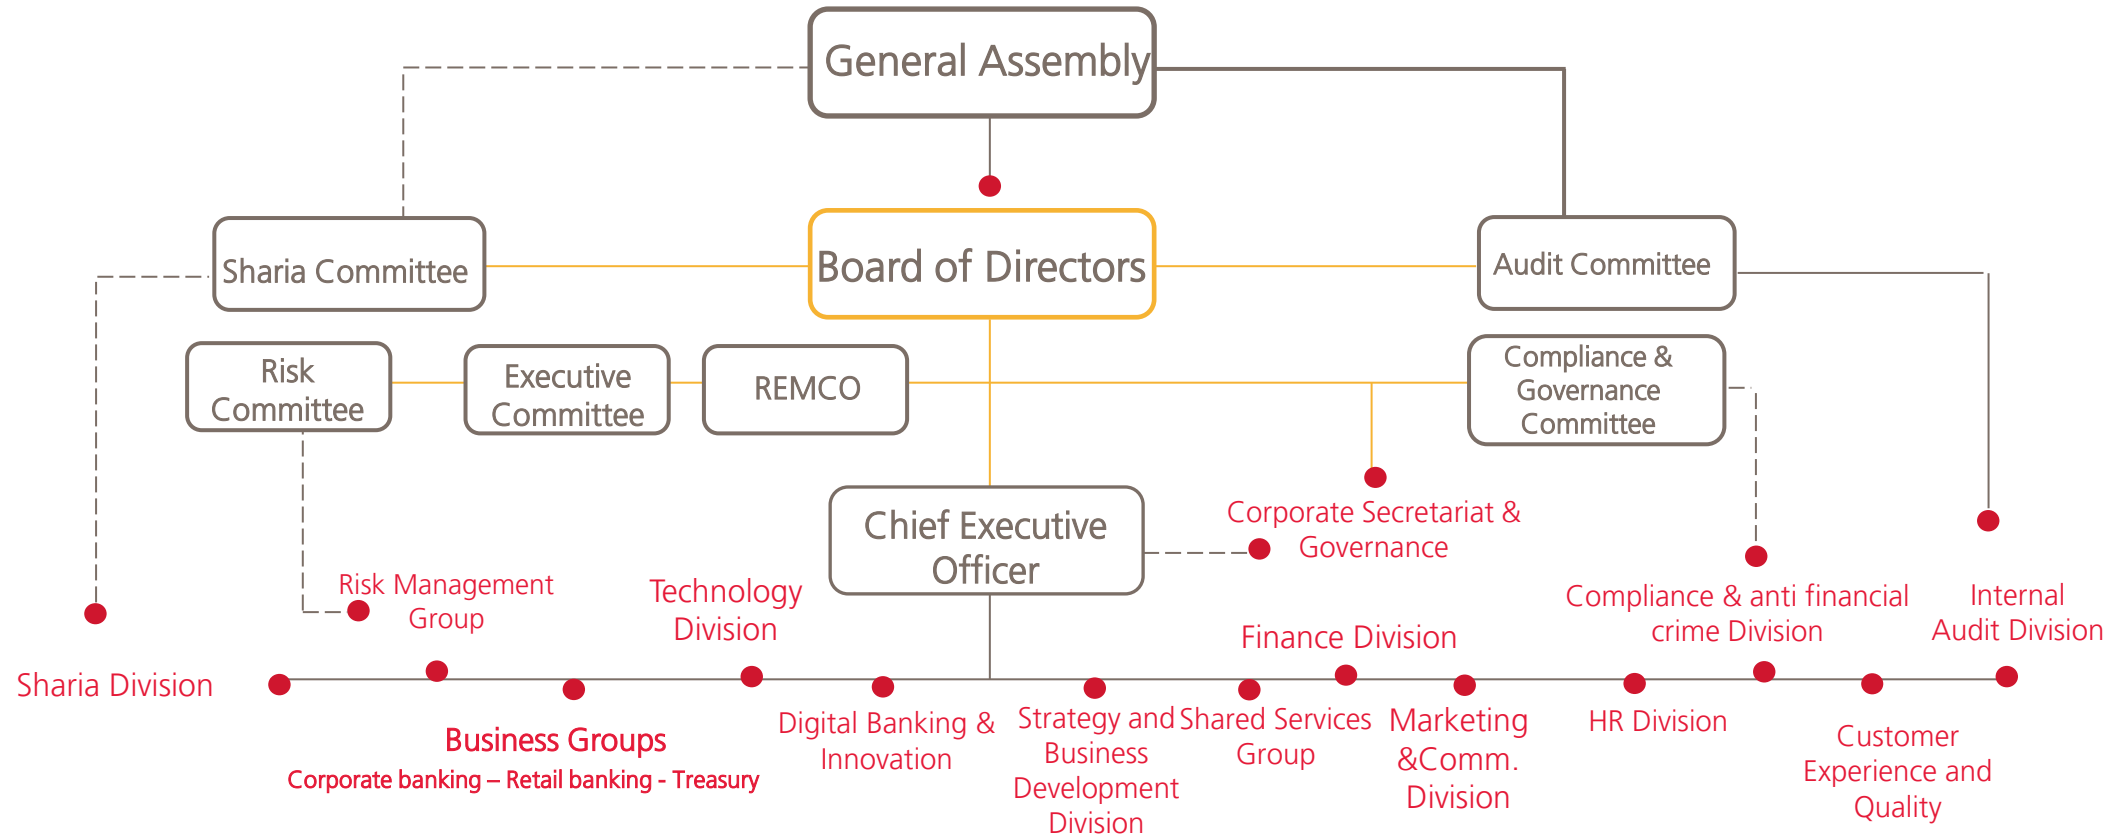 General Assembly
Sharia Committee
Board of Directors
Audit Committee
Risk
Committee
Executive
Committee
REMCO
Compliance &
Governance
Committee
Chief Executive
Officer
Corporate Secretariat &
Governance
Risk Management
Group
Technology
Division
Finance Division
Compliance & anti financial
crime Division
Internal
Audit Division
Sharia Division
Business Groups
Corporate banking – Retail banking - Treasury
Digital Banking &
Innovation
Strategy and
Business
Development
Division
Shared Services
Group
Marketing
&Comm.
Division
HR Division
Customer
Experience and
Quality